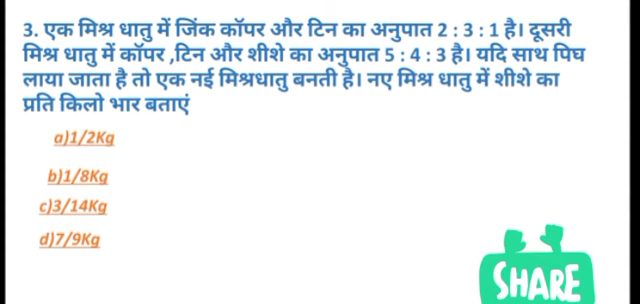 3. एक मिश्र धातु में जिंक कॉपर और टिन का अनुपात 2 : 3 : 1 है। दूसरी
मिश्र धातु में कॉपर ,टिन और शीशे का अनुपात 5 : 4 : 3 है। यदि साथ पिघ
लाया जाता है तो एक नई मिश्रधातु बनती है। नए मिश्र धातु में शीशे का
प्रति किलो भार बताएं
a)1/2Kg
b)1/8Kg
c)3/14Kg
d)7/9Kg
SHARE